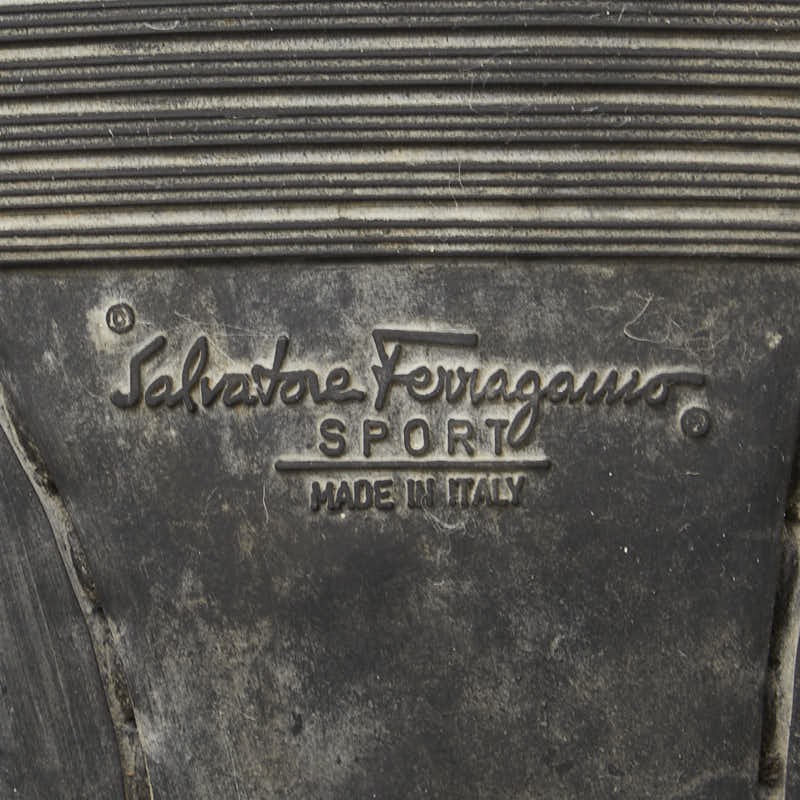 ©
Salvatore Ferragamo ®
SPORT
MADE IN ITALY